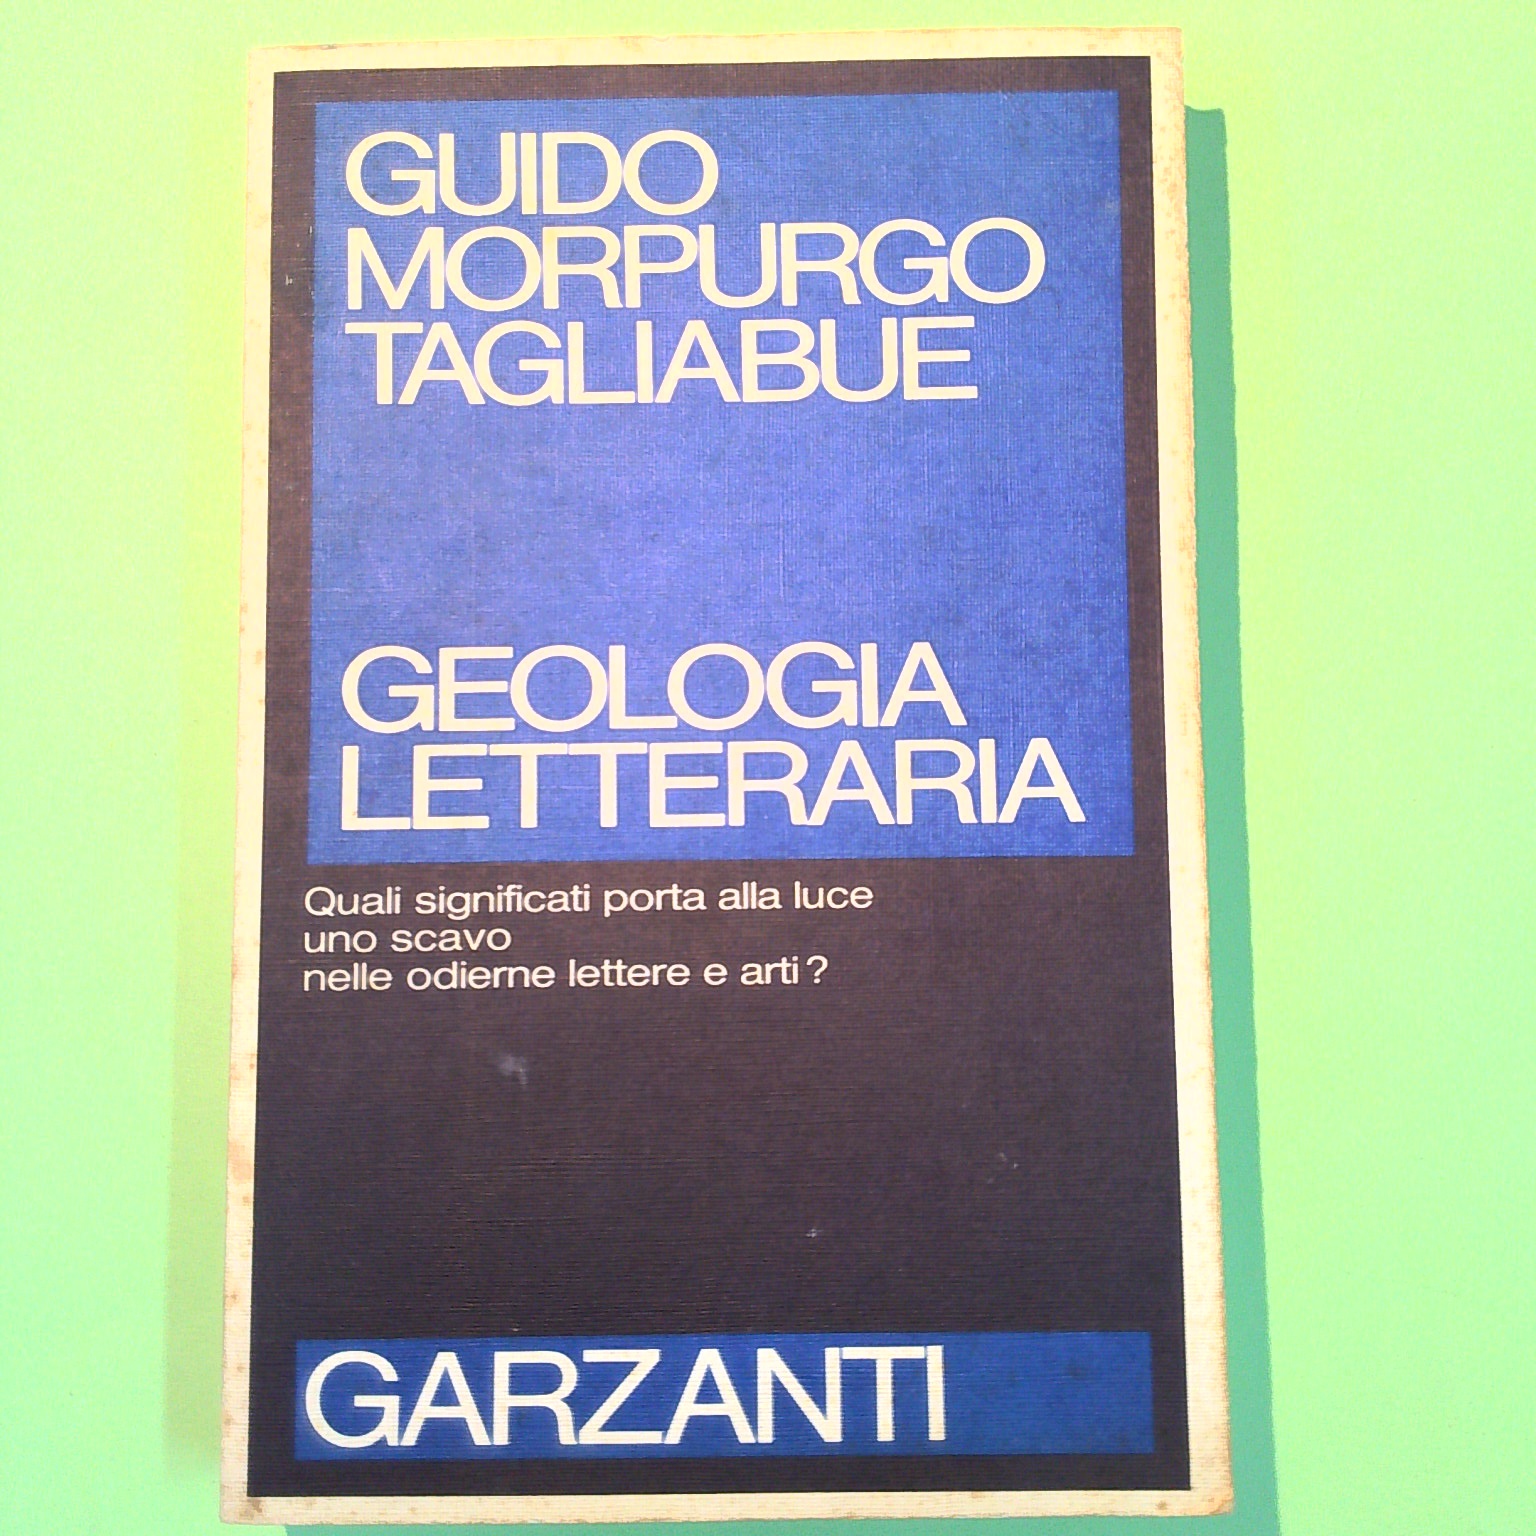 GUIDO
MORPURGO
TAGLIABUE
GEOLOGIA
LETTERARIA
Quali significati porta alla luce
uno scavo
nelle odierne lettere e arti?
GARZANTI